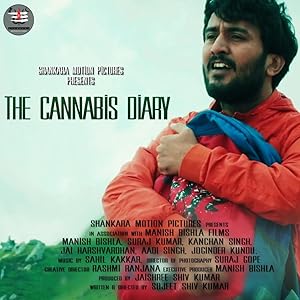 SHANKARA MOTION PICTURES
PRESENTS
THE CANNABIS DIARY
SHANKARA MOTION PICTURES PRESENTS
IN ASSOCIATION WITH MANISH BISHLA FILMS
MANISH BISHLA, SURAJ KUMAR, KANCHAN SINGH,
JAI HARSHVARDHAN, AADI SINGH, JOGINDER KUNDU.
MUSIC BY SAHIL KAKKAR, DIRECTOR OF PHOTOGRAPHY SURAJ GOPE
CREATIVE DIRECTOR RASHMI RANJANA EXECUTIVE PRODUCER MANISH BISHLA
PRODUCED BY JAISHREE SHIV KUMAR
WRITTEN & DIRECTED BY SUJEET SHIV KUMAR